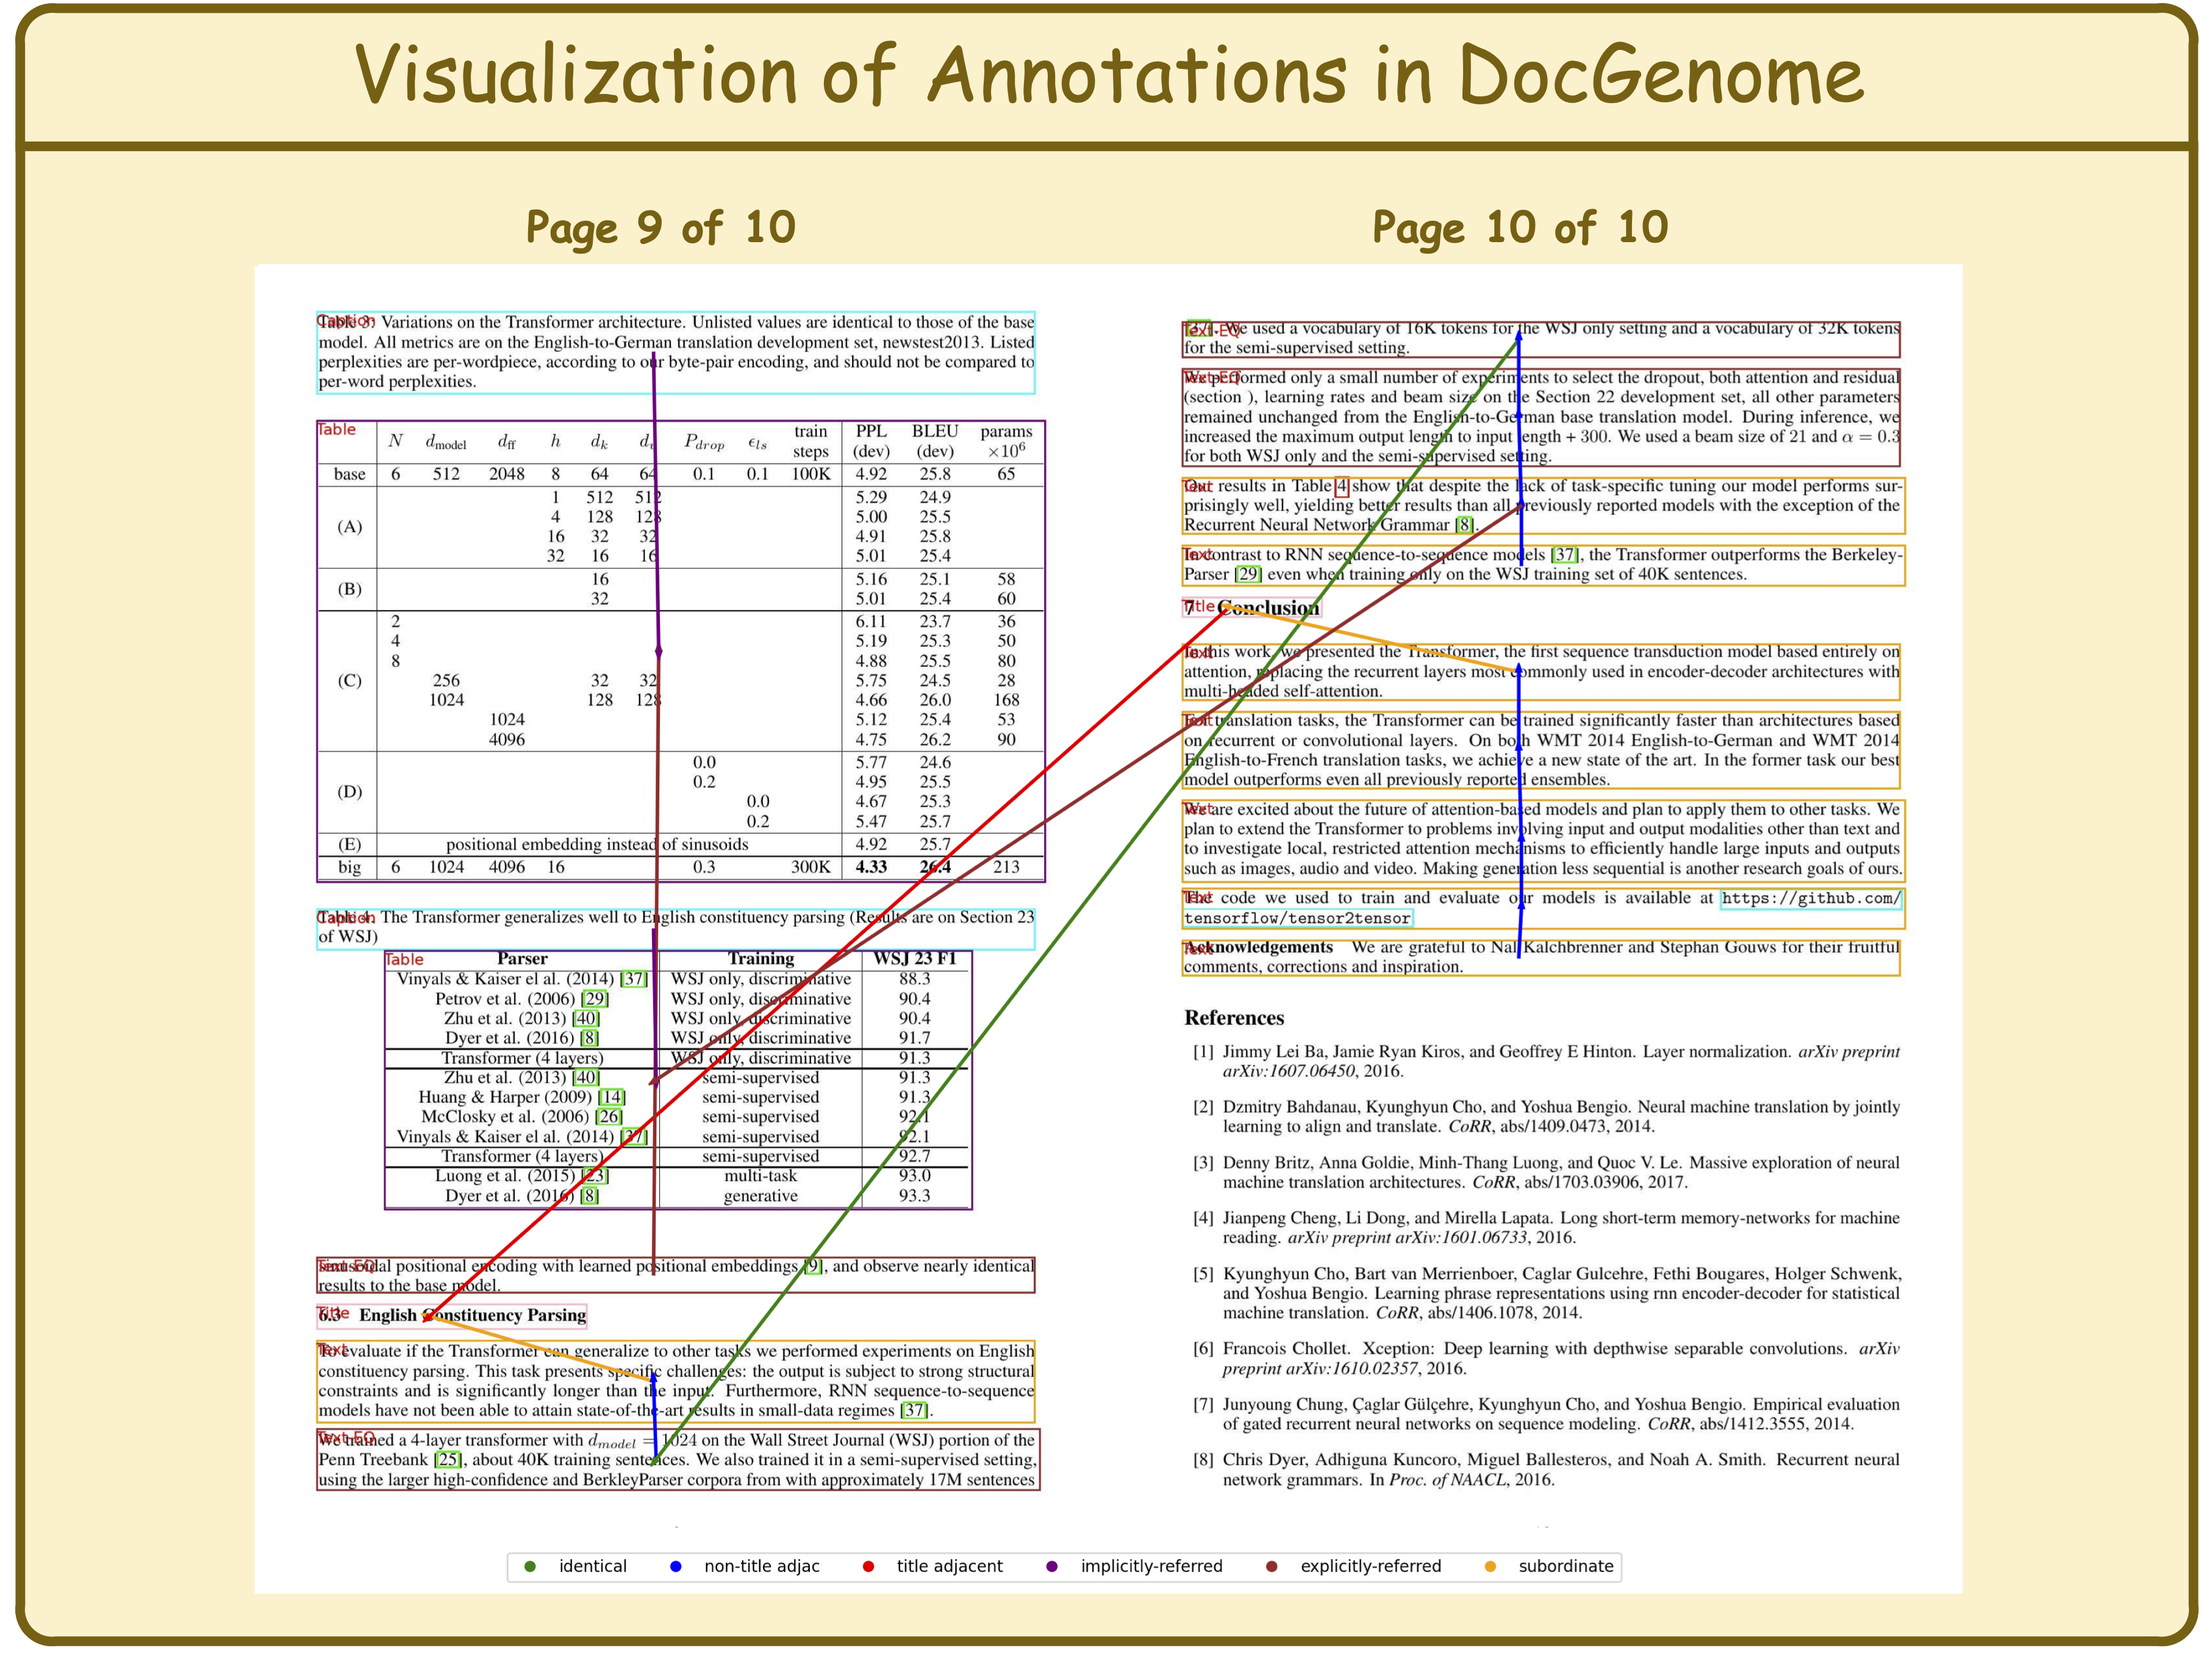 Visualization of Annotations in DocGenome
Page 9 of 10
Caption
Table 3: Variations on the Transformer architecture. Unlisted values are identical to those of the base
model. All metrics are on the English-to-German translation development set, newstest2013. Listed
perplexities are per-wordpiece, according to our byte-pair encoding, and should not be compared to
per-word perplexities.
Table
N d_model d_ff h d_k d_v P_drop ϵ_ls train steps PPL (dev) BLEU (dev) params ×10^6
base 6 512 2048 8 64 64 0.1 0.1 100K 4.92 25.8 65
(A)
1 512 512 5.29 24.9
4 128 128 5.00 25.5
16 32 32 4.91 25.8
32 16 16 5.01 25.4
(B)
16 5.16 25.1 58
32 5.01 25.4 60
(C)
2 6.11 23.7 36
4 5.19 25.3 50
8 4.88 25.5 80
256 32 32 5.75 24.5 28
1024 128 128 4.66 26.0 168
1024 5.12 25.4 53
4096 4.75 26.2 90
(D)
0.0 5.77 24.6
0.2 4.95 25.5
0.0 4.67 25.3
0.2 5.47 25.7
(E) positional embedding instead of sinusoids 4.92 25.7
big 6 1024 4096 16 0.3 300K 4.33 26.4 213
Caption
Table 4: The Transformer generalizes well to English constituency parsing (Results are on Section 23
of WSJ)
Table
Parser Training WSJ 23 F1
Vinyals & Kaiser el al. (2014) [37] WSJ only, discriminative 88.3
Petrov et al. (2006) [29] WSJ only, discriminative 90.4
Zhu et al. (2013) [40] WSJ only, discriminative 90.4
Dyer et al. (2016) [8] WSJ only, discriminative 91.7
Transformer (4 layers) WSJ only, discriminative 91.3
Zhu et al. (2013) [40] semi-supervised 91.3
Huang & Harper (2009) [14] semi-supervised 91.3
McClosky et al. (2006) [26] semi-supervised 92.1
Vinyals & Kaiser el al. (2014) [37] semi-supervised 92.1
Transformer (4 layers) semi-supervised 92.7
Luong et al. (2015) [23] multi-task 93.0
Dyer et al. (2016) [8] generative 93.3
Text-EQ
sinusoidal positional encoding with learned positional embeddings [9], and observe nearly identical
results to the base model.
Title
6.3 English Constituency Parsing
Text
To evaluate if the Transformer can generalize to other tasks we performed experiments on English
constituency parsing. This task presents specific challenges: the output is subject to strong structural
constraints and is significantly longer than the input. Furthermore, RNN sequence-to-sequence
models have not been able to attain state-of-the-art results in small-data regimes [37].
Text-EQ
We trained a 4-layer transformer with d_model = 1024 on the Wall Street Journal (WSJ) portion of the
Penn Treebank [25], about 40K training sentences. We also trained it in a semi-supervised setting,
using the larger high-confidence and BerkleyParser corpora from with approximately 17M sentences
Page 10 of 10
Text-EQ
[37]. We used a vocabulary of 16K tokens for the WSJ only setting and a vocabulary of 32K tokens
for the semi-supervised setting.
Text-EQ
We performed only a small number of experiments to select the dropout, both attention and residual
(section ), learning rates and beam size on the Section 22 development set, all other parameters
remained unchanged from the English-to-German base translation model. During inference, we
increased the maximum output length to input length + 300. We used a beam size of 21 and α = 0.3
for both WSJ only and the semi-supervised setting.
Text
Our results in Table 4 show that despite the lack of task-specific tuning our model performs sur-
prisingly well, yielding better results than all previously reported models with the exception of the
Recurrent Neural Network Grammar [8].
Text
In contrast to RNN sequence-to-sequence models [37], the Transformer outperforms the Berkeley-
Parser [29] even when training only on the WSJ training set of 40K sentences.
Title
7 Conclusion
Text
In this work, we presented the Transformer, the first sequence transduction model based entirely on
attention, replacing the recurrent layers most commonly used in encoder-decoder architectures with
multi-headed self-attention.
Text
For translation tasks, the Transformer can be trained significantly faster than architectures based
on recurrent or convolutional layers. On both WMT 2014 English-to-German and WMT 2014
English-to-French translation tasks, we achieve a new state of the art. In the former task our best
model outperforms even all previously reported ensembles.
Text
We are excited about the future of attention-based models and plan to apply them to other tasks. We
plan to extend the Transformer to problems involving input and output modalities other than text and
to investigate local, restricted attention mechanisms to efficiently handle large inputs and outputs
such as images, audio and video. Making generation less sequential is another research goals of ours.
Text
The code we used to train and evaluate our models is available at https://github.com/
tensorflow/tensor2tensor
Text
Acknowledgements We are grateful to Nal Kalchbrenner and Stephan Gouws for their fruitful
comments, corrections and inspiration.
References
[1] Jimmy Lei Ba, Jamie Ryan Kiros, and Geoffrey E Hinton. Layer normalization. arXiv preprint
arXiv:1607.06450, 2016.
[2] Dzmitry Bahdanau, Kyunghyun Cho, and Yoshua Bengio. Neural machine translation by jointly
learning to align and translate. CoRR, abs/1409.0473, 2014.
[3] Denny Britz, Anna Goldie, Minh-Thang Luong, and Quoc V. Le. Massive exploration of neural
machine translation architectures. CoRR, abs/1703.03906, 2017.
[4] Jianpeng Cheng, Li Dong, and Mirella Lapata. Long short-term memory-networks for machine
reading. arXiv preprint arXiv:1601.06733, 2016.
[5] Kyunghyun Cho, Bart van Merrienboer, Caglar Gulcehre, Fethi Bougares, Holger Schwenk,
and Yoshua Bengio. Learning phrase representations using rnn encoder-decoder for statistical
machine translation. CoRR, abs/1406.1078, 2014.
[6] Francois Chollet. Xception: Deep learning with depthwise separable convolutions. arXiv
preprint arXiv:1610.02357, 2016.
[7] Junyoung Chung, Çaglar Gülçehre, Kyunghyun Cho, and Yoshua Bengio. Empirical evaluation
of gated recurrent neural networks on sequence modeling. CoRR, abs/1412.3555, 2014.
[8] Chris Dyer, Adhiguna Kuncoro, Miguel Ballesteros, and Noah A. Smith. Recurrent neural
network grammars. In Proc. of NAACL, 2016.
identical non-title adjac title adjacent implicitly-referred explicitly-referred subordinate